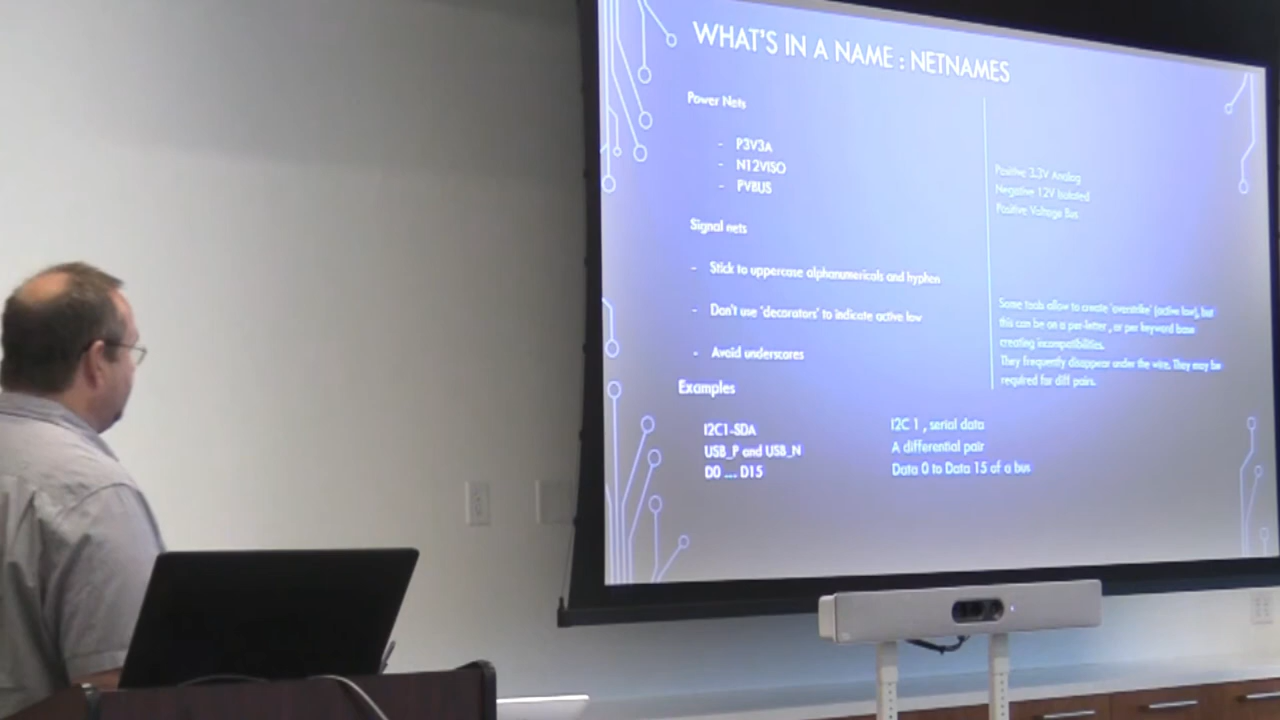 WHAT'S IN A NAME : NETNAMES
Power Nets
- P3V3A
- N12VISO
- PVBUS
Positive 3.3V Analog
Negative 12V Isolated
Positive Voltage Bus
Signal nets
- Stick to uppercase alphanumericals and hyphen
- Don't use 'decorators' to indicate active low
- Avoid underscores
Some tools allow to create 'overstrike' (active low), but
this can be on a per-letter , or per keyword base
creating incompatibilities.
They frequently disappear under the wire. They may be
required for diff pairs.
Examples
I2C1-SDA I2C 1 , serial data
USB_P and USB_N A differential pair
D0 .... D15 Data 0 to Data 15 of a bus